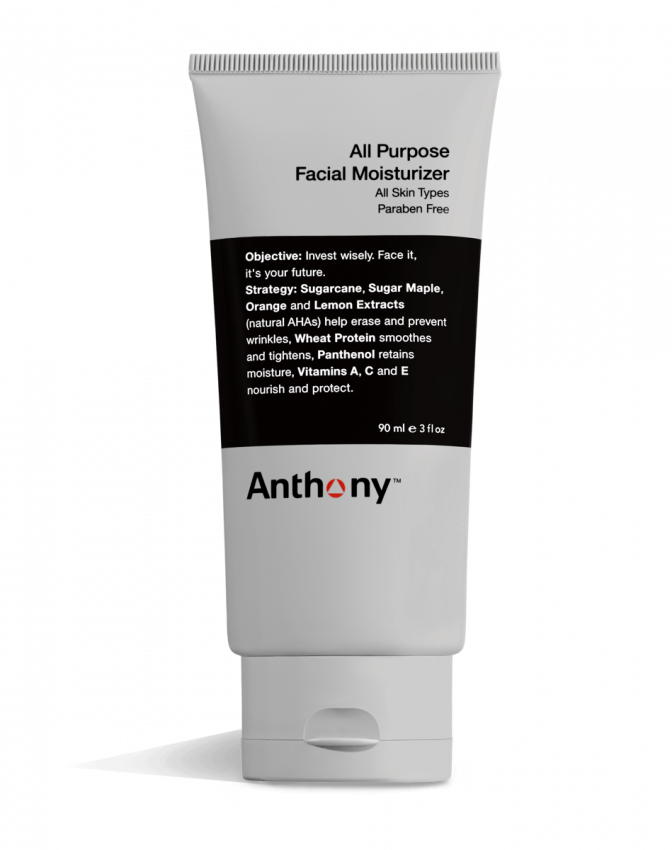 All Purpose
Facial Moisturizer
All Skin Types
Paraben Free
Objective: Invest wisely. Face it,
it's your future.
Strategy: Sugarcane, Sugar Maple,
Orange and Lemon Extracts
(natural AHAs) help erase and prevent
wrinkles, Wheat Protein smoothes
and tightens, Panthenol retains
moisture, Vitamins A, C and E
nourish and protect.
90 ml e 3 fl oz
Anthony™